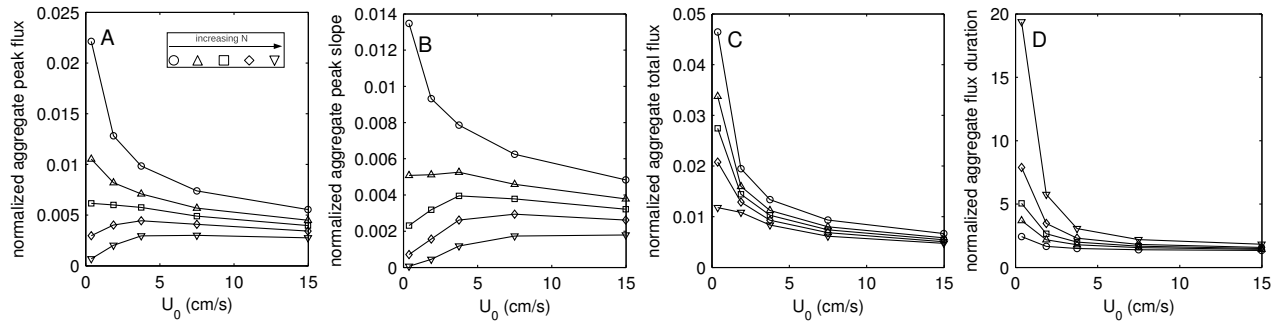 normalized aggregate peak flux
0.025
0.02
0.015
0.01
0.005
0
A
increasing N
0 5 10 15
U0 (cm/s)
normalized aggregate peak slope
0.014
0.012
0.01
0.008
0.006
0.004
0.002
0
B
0 5 10 15
U0 (cm/s)
normalized aggregate total flux
0.05
0.04
0.03
0.02
0.01
0
C
0 5 10 15
U0 (cm/s)
normalized aggregate flux duration
20
15
10
5
0
D
0 5 10 15
U0 (cm/s)